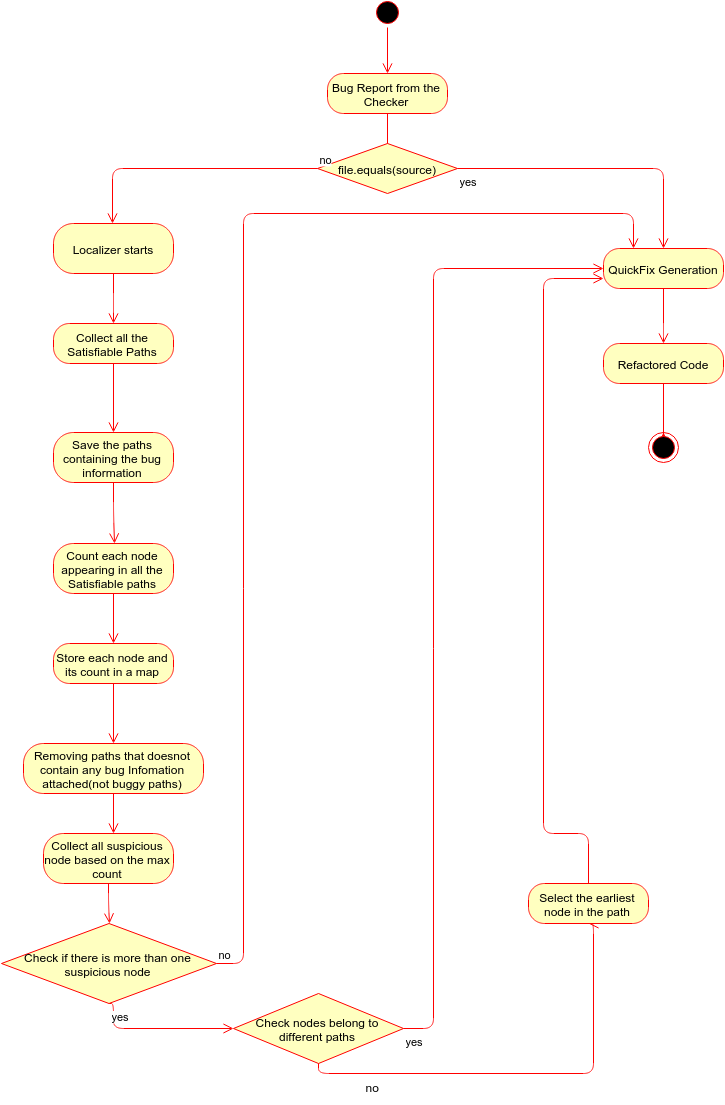 Bug Report from the
Checker
no
file.equals(source)
yes
Localizer starts
QuickFix Generation
Collect all the
Satisfiable Paths
Refactored Code
Save the paths
containing the bug
information
Count each node
appearing in all the
Satisfiable paths
Store each node and
its count in a map
Removing paths that doesnot
contain any bug Infomation
attached(not buggy paths)
Collect all suspicious
node based on the max
count
Select the earliest
node in the path
Check if there is more than one
suspicious node
no
yes
Check nodes belong to
different paths
yes
no